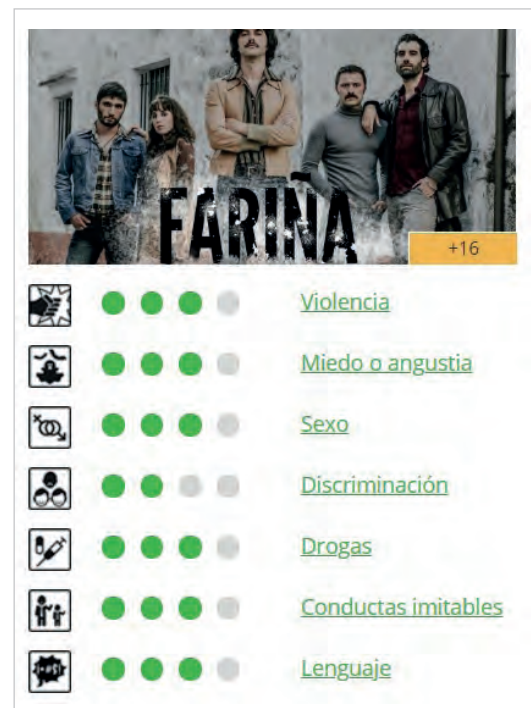 FARIÑA
+16
Violencia
Miedo o angustia
Sexo
Discriminación
Drogas
Conductas imitables
Lenguaje